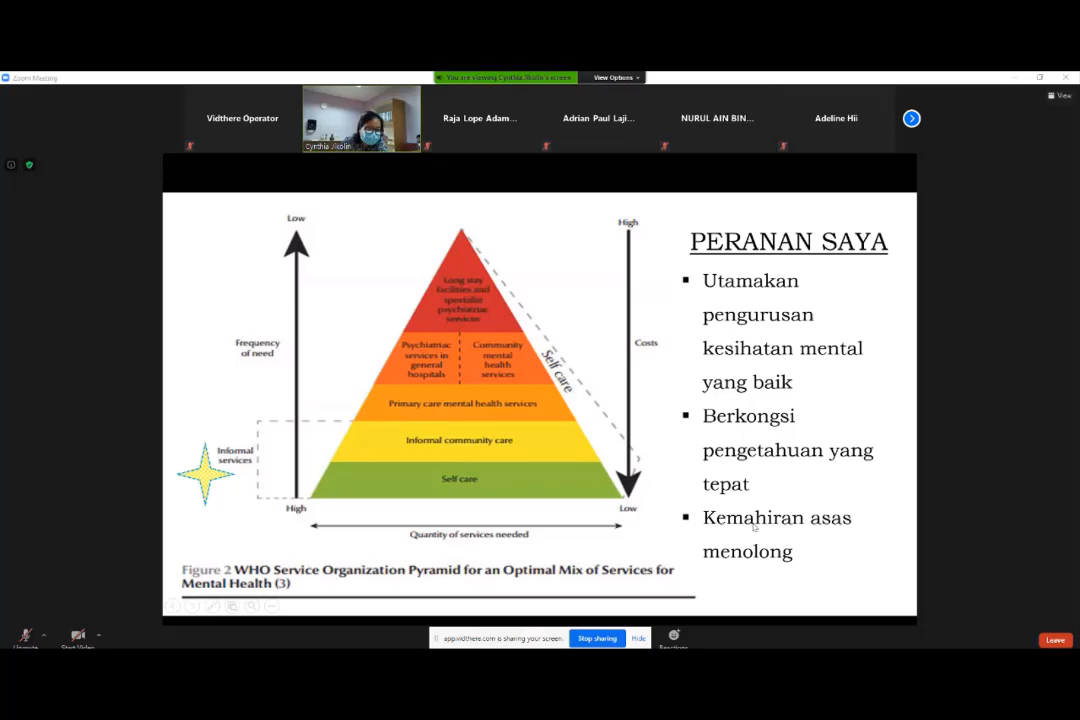 Zoom Meeting
You are viewing Cynthia Jikolin's screen
View Options
View
Vidthere Operator
Cynthia Jikolin
Raja Lope Adam...
Adrian Paul Laji...
NURUL AIN BIN...
Adeline Hii
Low
High
Frequency
of need
Costs
Long stay
facilities and
specialist
psychiatriac
services
Psychiatriac
services in
general
hospitals
Community
mental
health
services
Self care
Primary care mental health services
Informal community care
Self care
Informal
services
High
Low
Quantity of services needed
Figure 2 WHO Service Organization Pyramid for an Optimal Mix of Services for
Mental Health (3)
PERANAN SAYA
Utamakan
pengurusan
kesihatan mental
yang baik
Berkongsi
pengetahuan yang
tepat
Kemahiran asas
menolong
Unmute
Start Video
app.vidthere.com is sharing your screen.
Stop sharing
Hide
Reactions
Leave